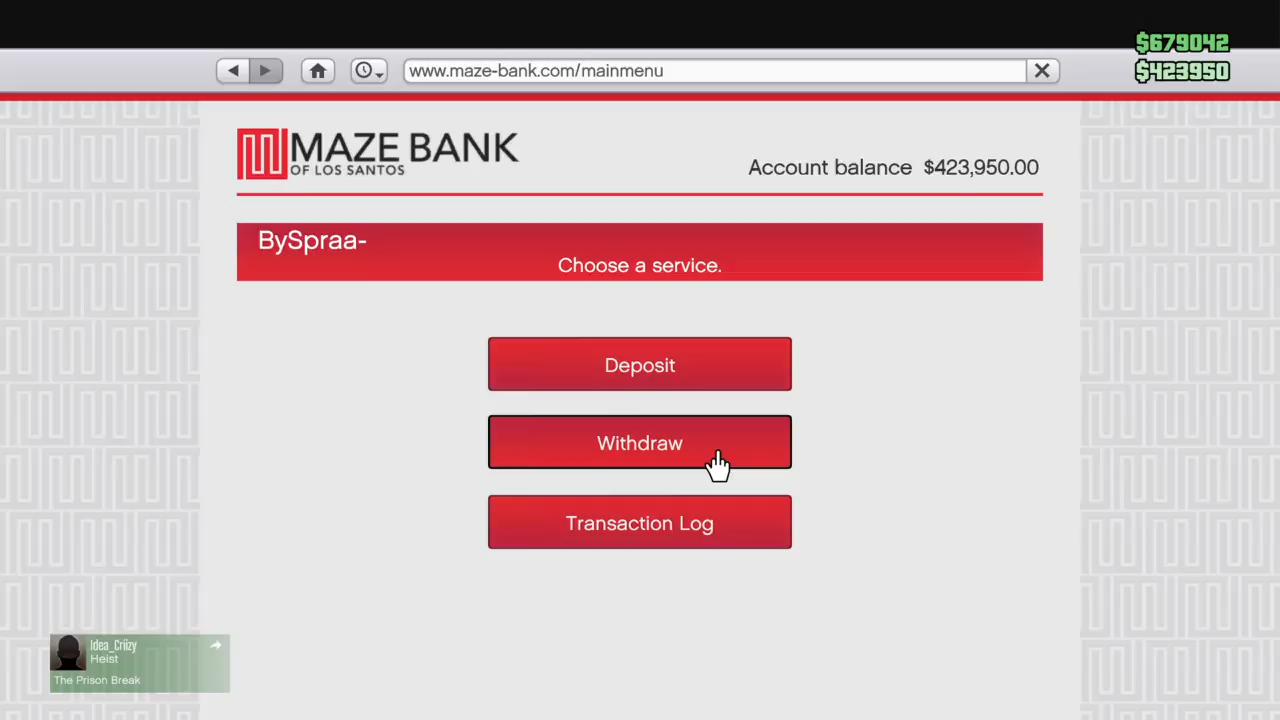 $679042
www.maze-bank.com/mainmenu
$423950
MAZE BANK
OF LOS SANTOS
Account balance $423,950.00
BySpraa-
Choose a service.
Deposit
Withdraw
Transaction Log
Idea_Criizy
Heist
The Prison Break